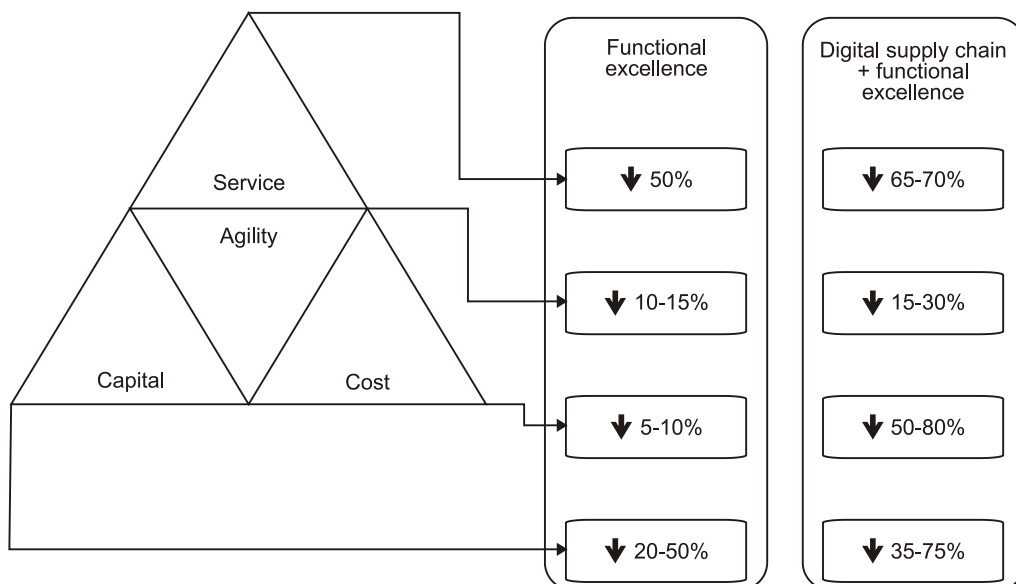 Functional
excellence
Digital supply chain
+ functional
excellence
Service
Agility
Capital
Cost
50%
65-70%
10-15%
15-30%
5-10%
50-80%
20-50%
35-75%